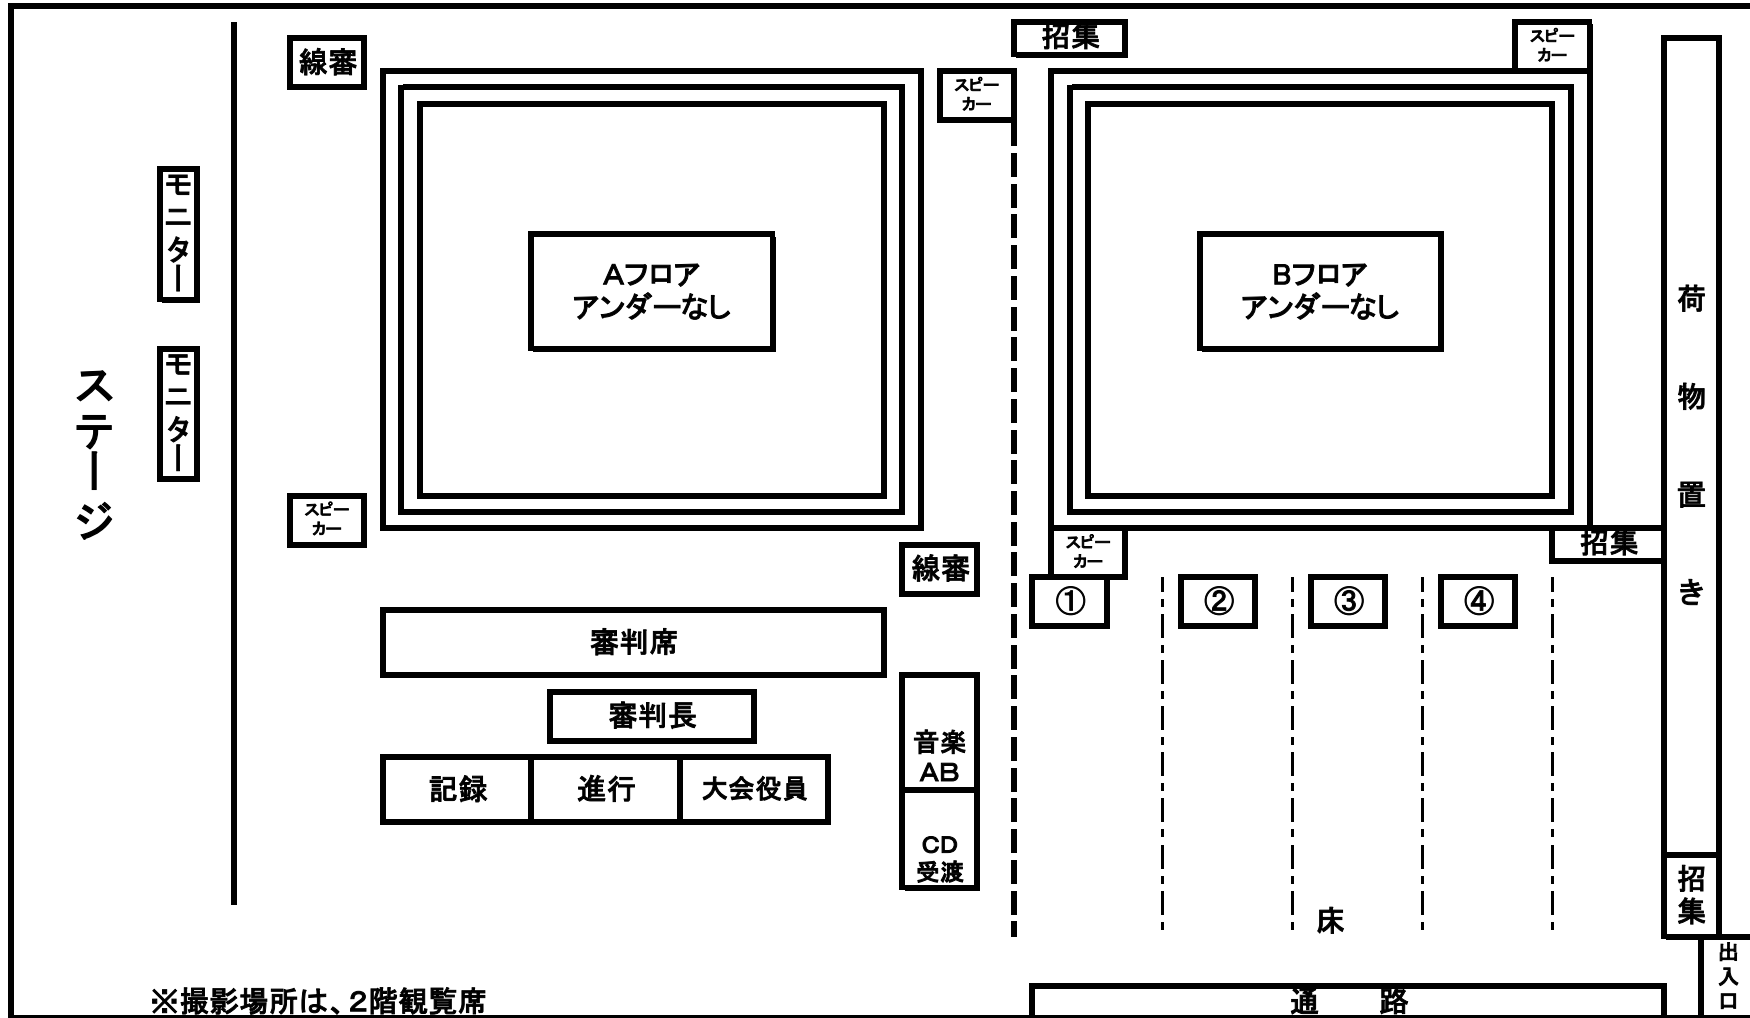 招集
スピー
カー
線審
スピー
カー
モニター
Aフロア
アンダーなし
Bフロア
アンダーなし
荷物置き
ステージ
モニター
スピー
カー
線審
スピー
カー
招集
①
②
③
④
審判席
審判長
音楽
AB
記録
進行
大会役員
CD
受渡
招集
床
出入口
※撮影場所は、2階観覧席
通 路